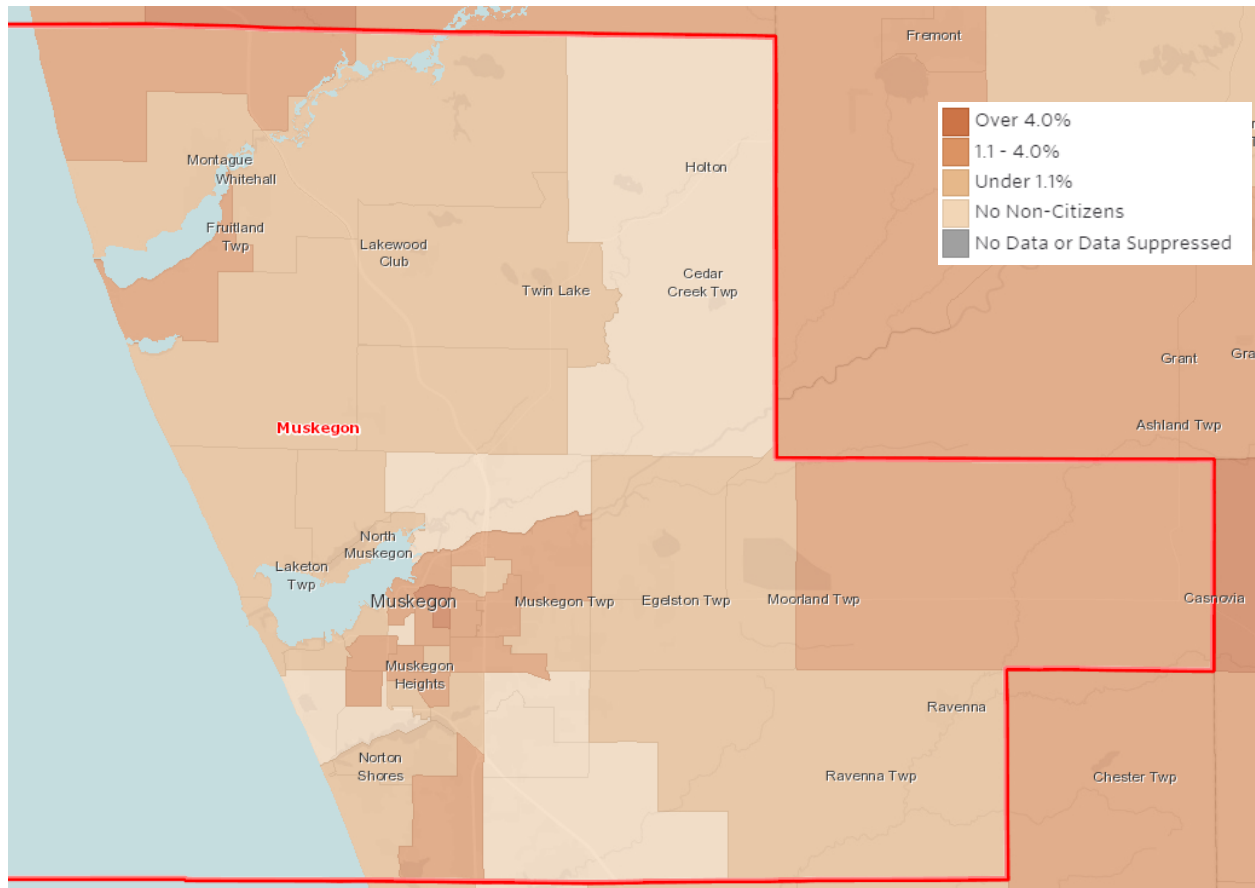 Fremont
Over 4.0%
1.1 - 4.0%
Under 1.1%
No Non-Citizens
No Data or Data Suppressed
Montague
Whitehall
Holton
Fruitland
Twp
Lakewood
Club
Twin Lake
Cedar
Creek Twp
Grant
Gra
Muskegon
Ashland Twp
North
Muskegon
Laketon
Twp
Muskegon
Muskegon Twp
Egelston Twp
Moorland Twp
Casnovia
Muskegon
Heights
Ravenna
Norton
Shores
Ravenna Twp
Chester Twp